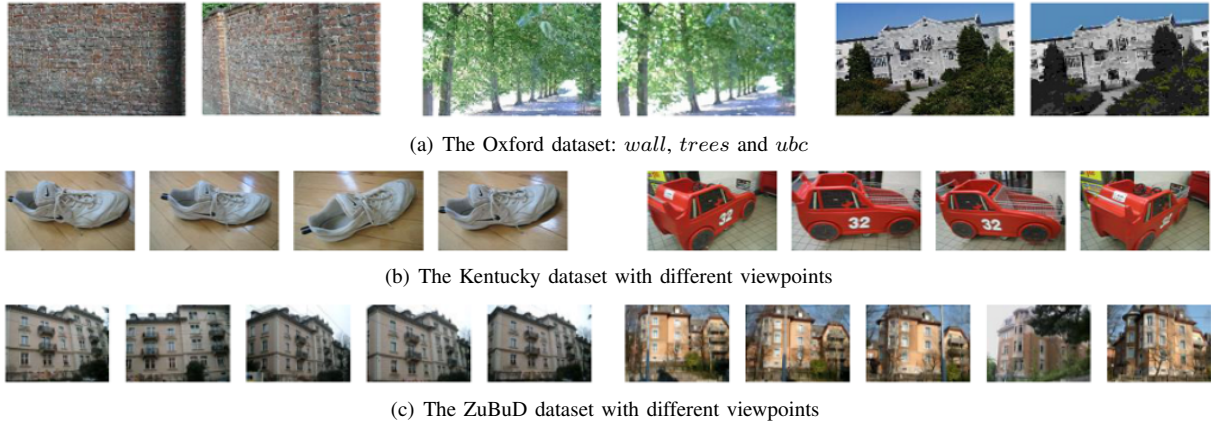 (a) The Oxford dataset: wall, trees and ubc
32
32
32
32
(b) The Kentucky dataset with different viewpoints
(c) The ZuBuD dataset with different viewpoints